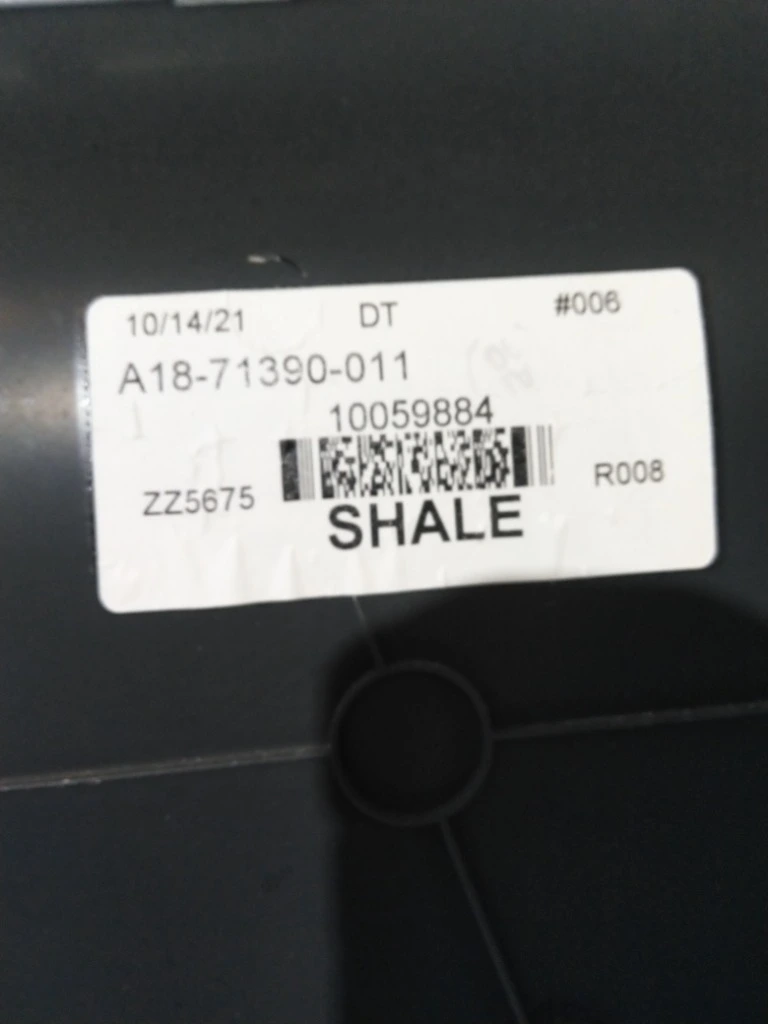 10/14/21 DT #006
A18-71390-011
10059884
ZZ5675 R008
SHALE